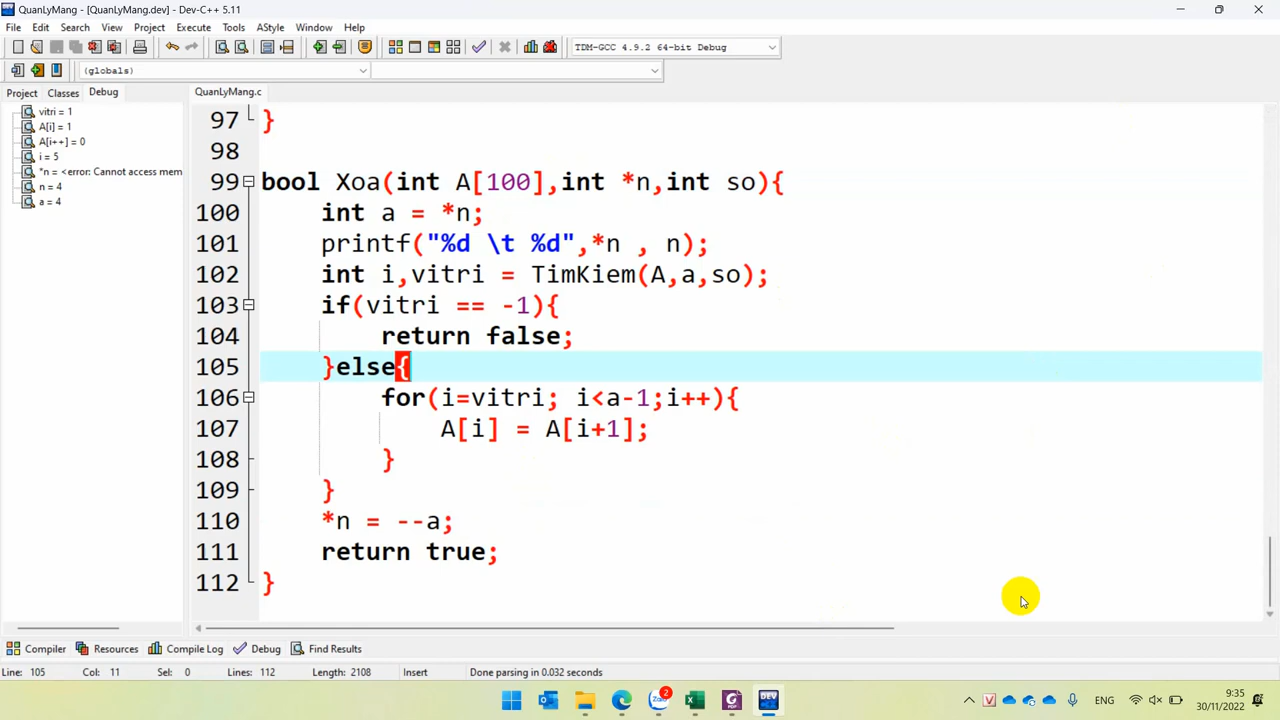 QuanLyMang - [QuanLyMang.dev] - Dev-C++ 5.11
File Edit Search View Project Execute Tools AStyle Window Help
TDM-GCC 4.9.2 64-bit Debug
(globals)
Project Classes Debug
QuanLyMang.c
vitri = 1
A[i] = 1
A[i++] = 0
i = 5
*n = <error: Cannot access mem
n = 4
a = 4
97 }
98
99 bool Xoa(int A[100],int *n,int so){
100 int a = *n;
101 printf("%d \t %d",*n , n);
102 int i,vitri = TimKiem(A,a,so);
103 if(vitri == -1){
104 return false;
105 }else{
106 for(i=vitri; i<a-1;i++){
107 A[i] = A[i+1];
108 }
109 }
110 *n = --a;
111 return true;
112 }
Compiler Resources Compile Log Debug Find Results
Line: 105 Col: 11 Sel: 0 Lines: 112 Length: 2108 Insert Done parsing in 0.032 seconds
2
PDF
DEV
V
ENG
9:35
30/11/2022